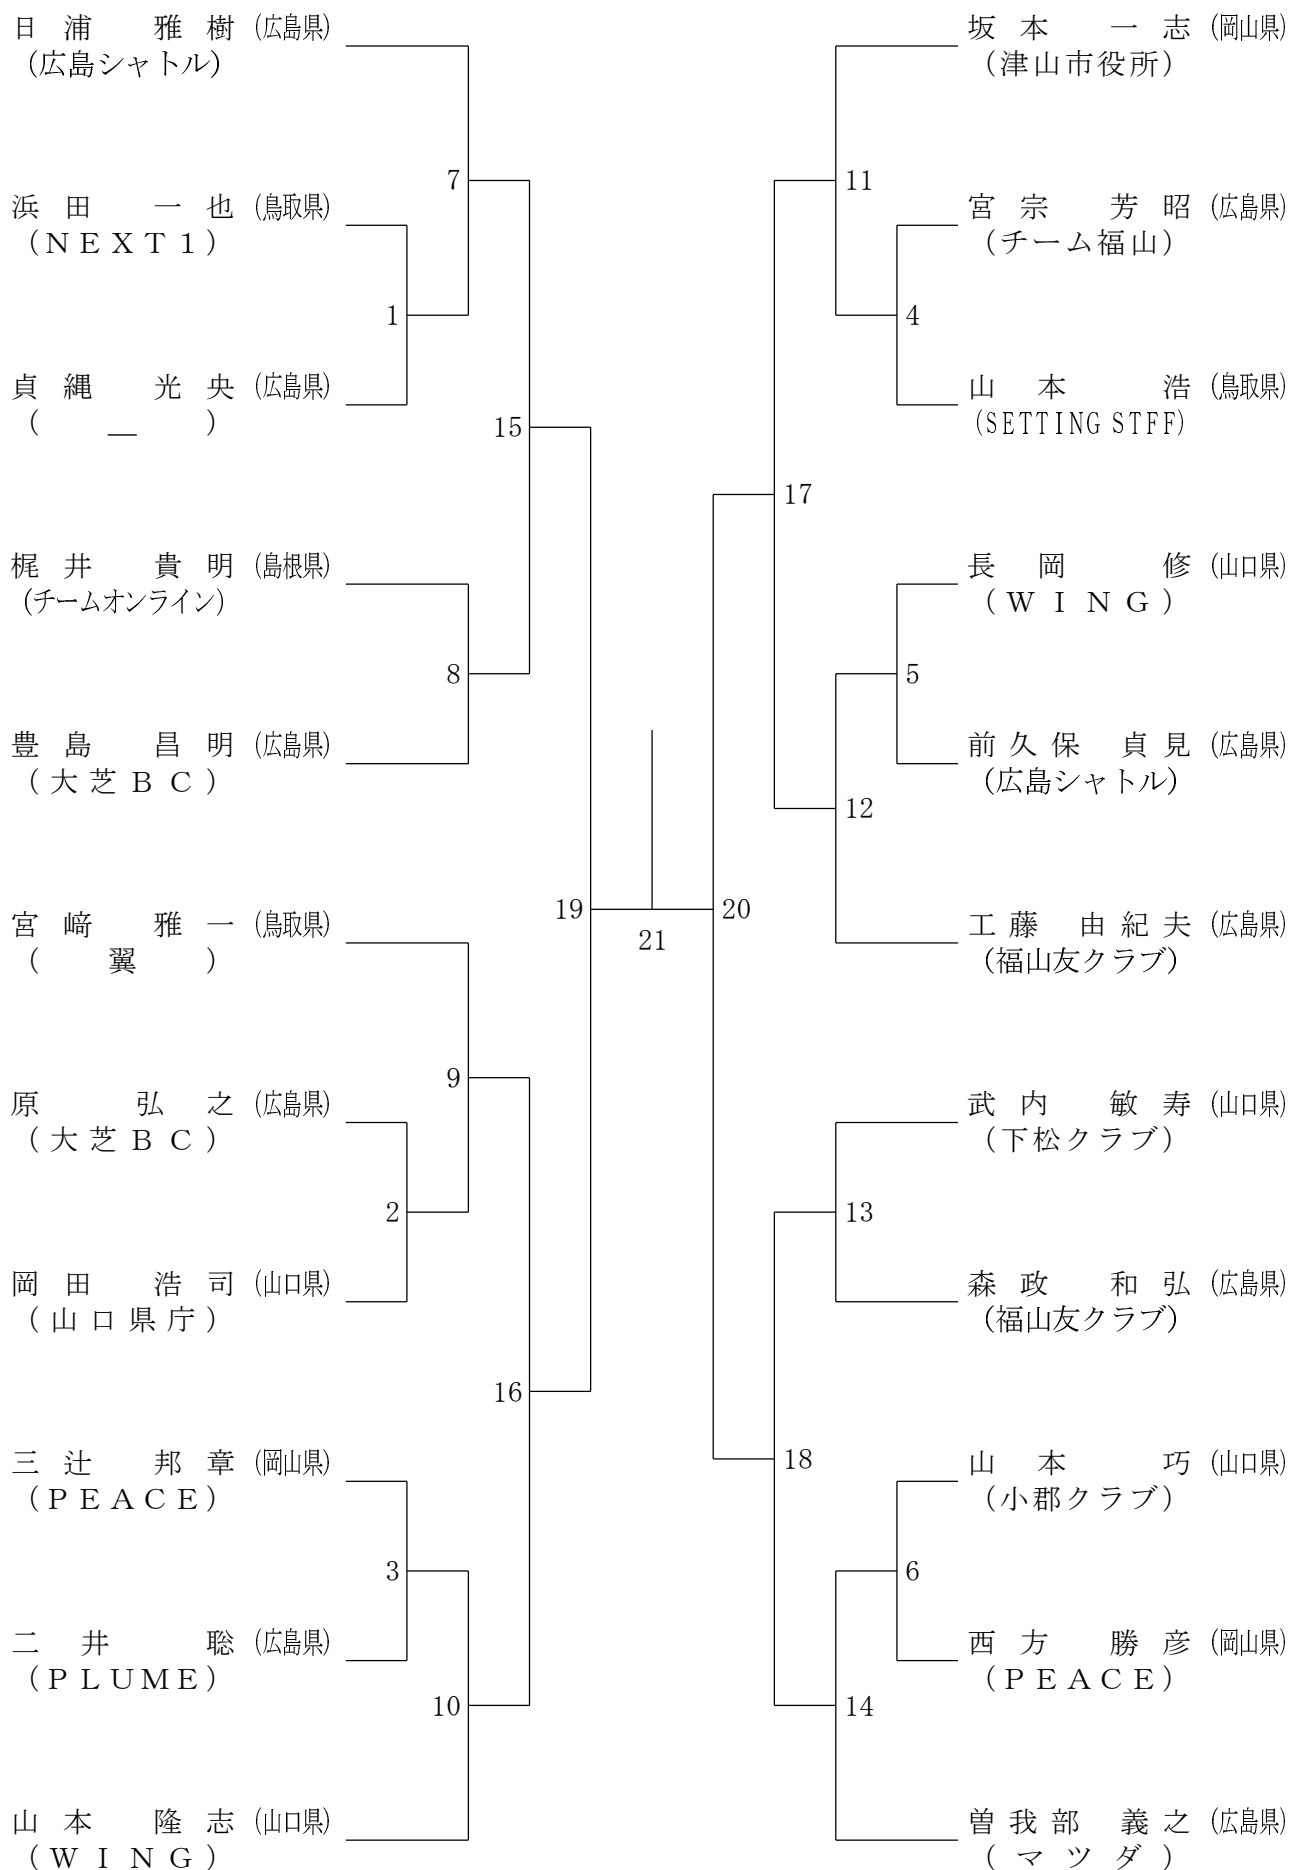 日浦 雅樹 (広島県)
(広島シャトル)
7
浜田 一也 (鳥取県)
(NEXT1)
1
貞縄 光央 (広島県)
( ― )
15
梶井 貴明 (島根県)
(チームオンライン)
8
豊島 昌明 (広島県)
(大芝BC)
19
宮﨑 雅一 (鳥取県)
( 翼 )
9
原 弘之 (広島県)
(大芝BC)
2
岡田 浩司 (山口県)
(山口県庁)
16
三辻 邦章 (岡山県)
(PEACE)
3
二井 聡 (広島県)
(PLUME)
10
山本 隆志 (山口県)
(WING)
21
坂本 一志 (岡山県)
(津山市役所)
11
宮宗 芳昭 (広島県)
(チーム福山)
4
山本 浩 (鳥取県)
(SETTING STFF)
17
長岡 修 (山口県)
(WING)
5
前久保 貞見 (広島県)
(広島シャトル)
12
20
工藤 由紀夫 (広島県)
(福山友クラブ)
武内 敏寿 (山口県)
(下松クラブ)
13
森政 和弘 (広島県)
(福山友クラブ)
18
山本 巧 (山口県)
(小郡クラブ)
6
西方 勝彦 (岡山県)
(PEACE)
14
曽我部 義之 (広島県)
(マツダ)